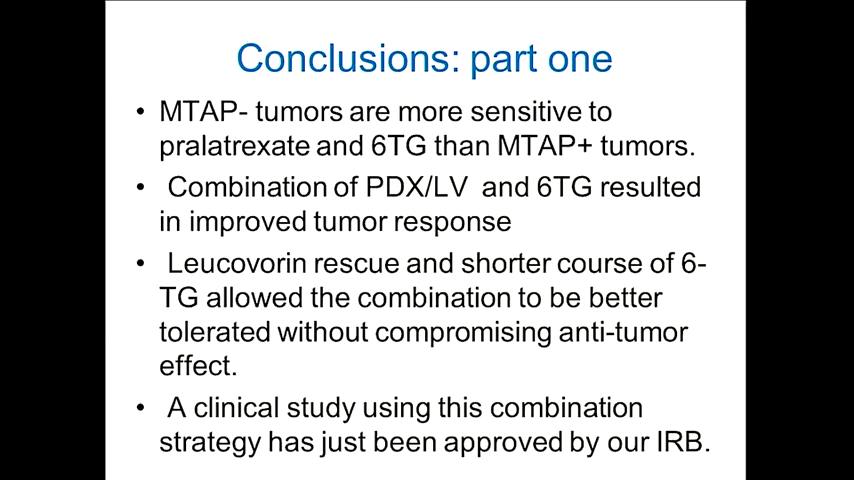 Conclusions: part one
• MTAP- tumors are more sensitive to
pralatrexate and 6TG than MTAP+ tumors.
• Combination of PDX/LV and 6TG resulted
in improved tumor response
• Leucovorin rescue and shorter course of 6-
TG allowed the combination to be better
tolerated without compromising anti-tumor
effect.
• A clinical study using this combination
strategy has just been approved by our IRB.